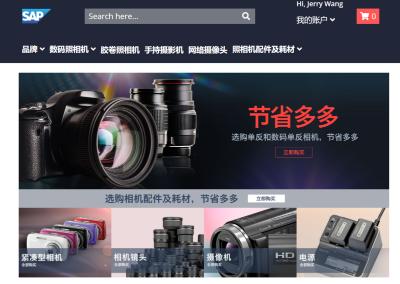 SAP
Search here...
Hi, Jerry Wang
我的账户
0
品牌 数码照相机 胶卷照相机 手持摄影机 网络摄像头 照相机配件及耗材
节省多多
选购单反和数码单反相机，节省多多
立即购买
选购相机配件及耗材，节省多多 立即购买
紧凑型相机 相机镜头 摄像机 电源
全部购买 全部购买 全部购买 全部购买
HD